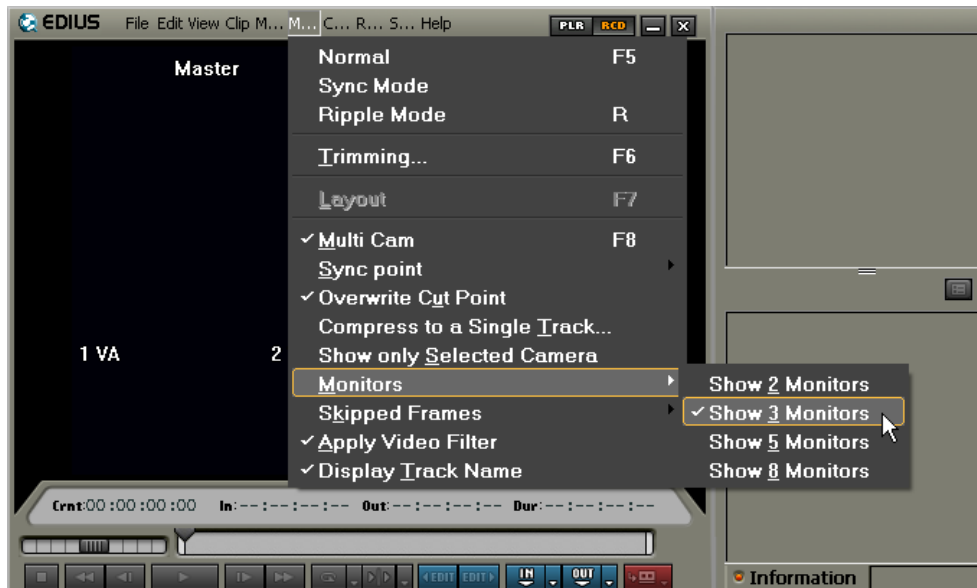 EDIUS File Edit View Clip M... M... C... R... S... Help PLR RCD
Master
Normal F5
Sync Mode
Ripple Mode R
Trimming... F6
Layout F7
Multi Cam F8
Sync point
Overwrite Cut Point
Compress to a Single Track...
1 VA 2 Show only Selected Camera
Monitors
Show 2 Monitors
Skipped Frames
Show 3 Monitors
Apply Video Filter
Show 5 Monitors
Display Track Name
Show 8 Monitors
Crnt:00:00:00:00 In:--:--:--:-- Out:--:--:--:-- Dur:--:--:--:--
EDIT EDIT IN OUT
Information